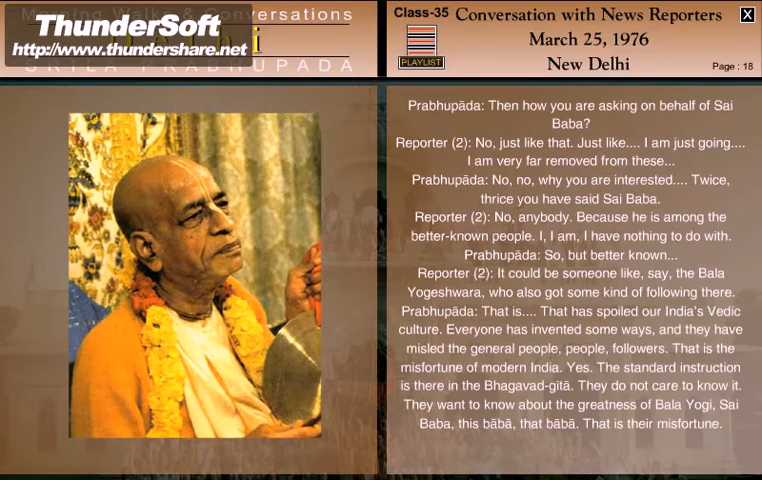 Morning Walks & Conversations
ThunderSoft
http://www.thundershare.net
SRILA PRABHUPADA
Class-35 Conversation with News Reporters
March 25, 1976
New Delhi
X
PLAYLIST
Page : 18
Prabhupāda: Then how you are asking on behalf of Sai
Baba?
Reporter (2): No, just like that. Just like.... I am just going....
I am very far removed from these...
Prabhupāda: No, no, why you are interested.... Twice,
thrice you have said Sai Baba.
Reporter (2): No, anybody. Because he is among the
better-known people. I, I am, I have nothing to do with.
Prabhupāda: So, but better known...
Reporter (2): It could be someone like, say, the Bala
Yogeshwara, who also got some kind of following there.
Prabhupāda: That is.... That has spoiled our India's Vedic
culture. Everyone has invented some ways, and they have
misled the general people, people, followers. That is the
misfortune of modern India. Yes. The standard instruction
is there in the Bhagavad-gītā. They do not care to know it.
They want to know about the greatness of Bala Yogi, Sai
Baba, this bābā, that bābā. That is their misfortune.